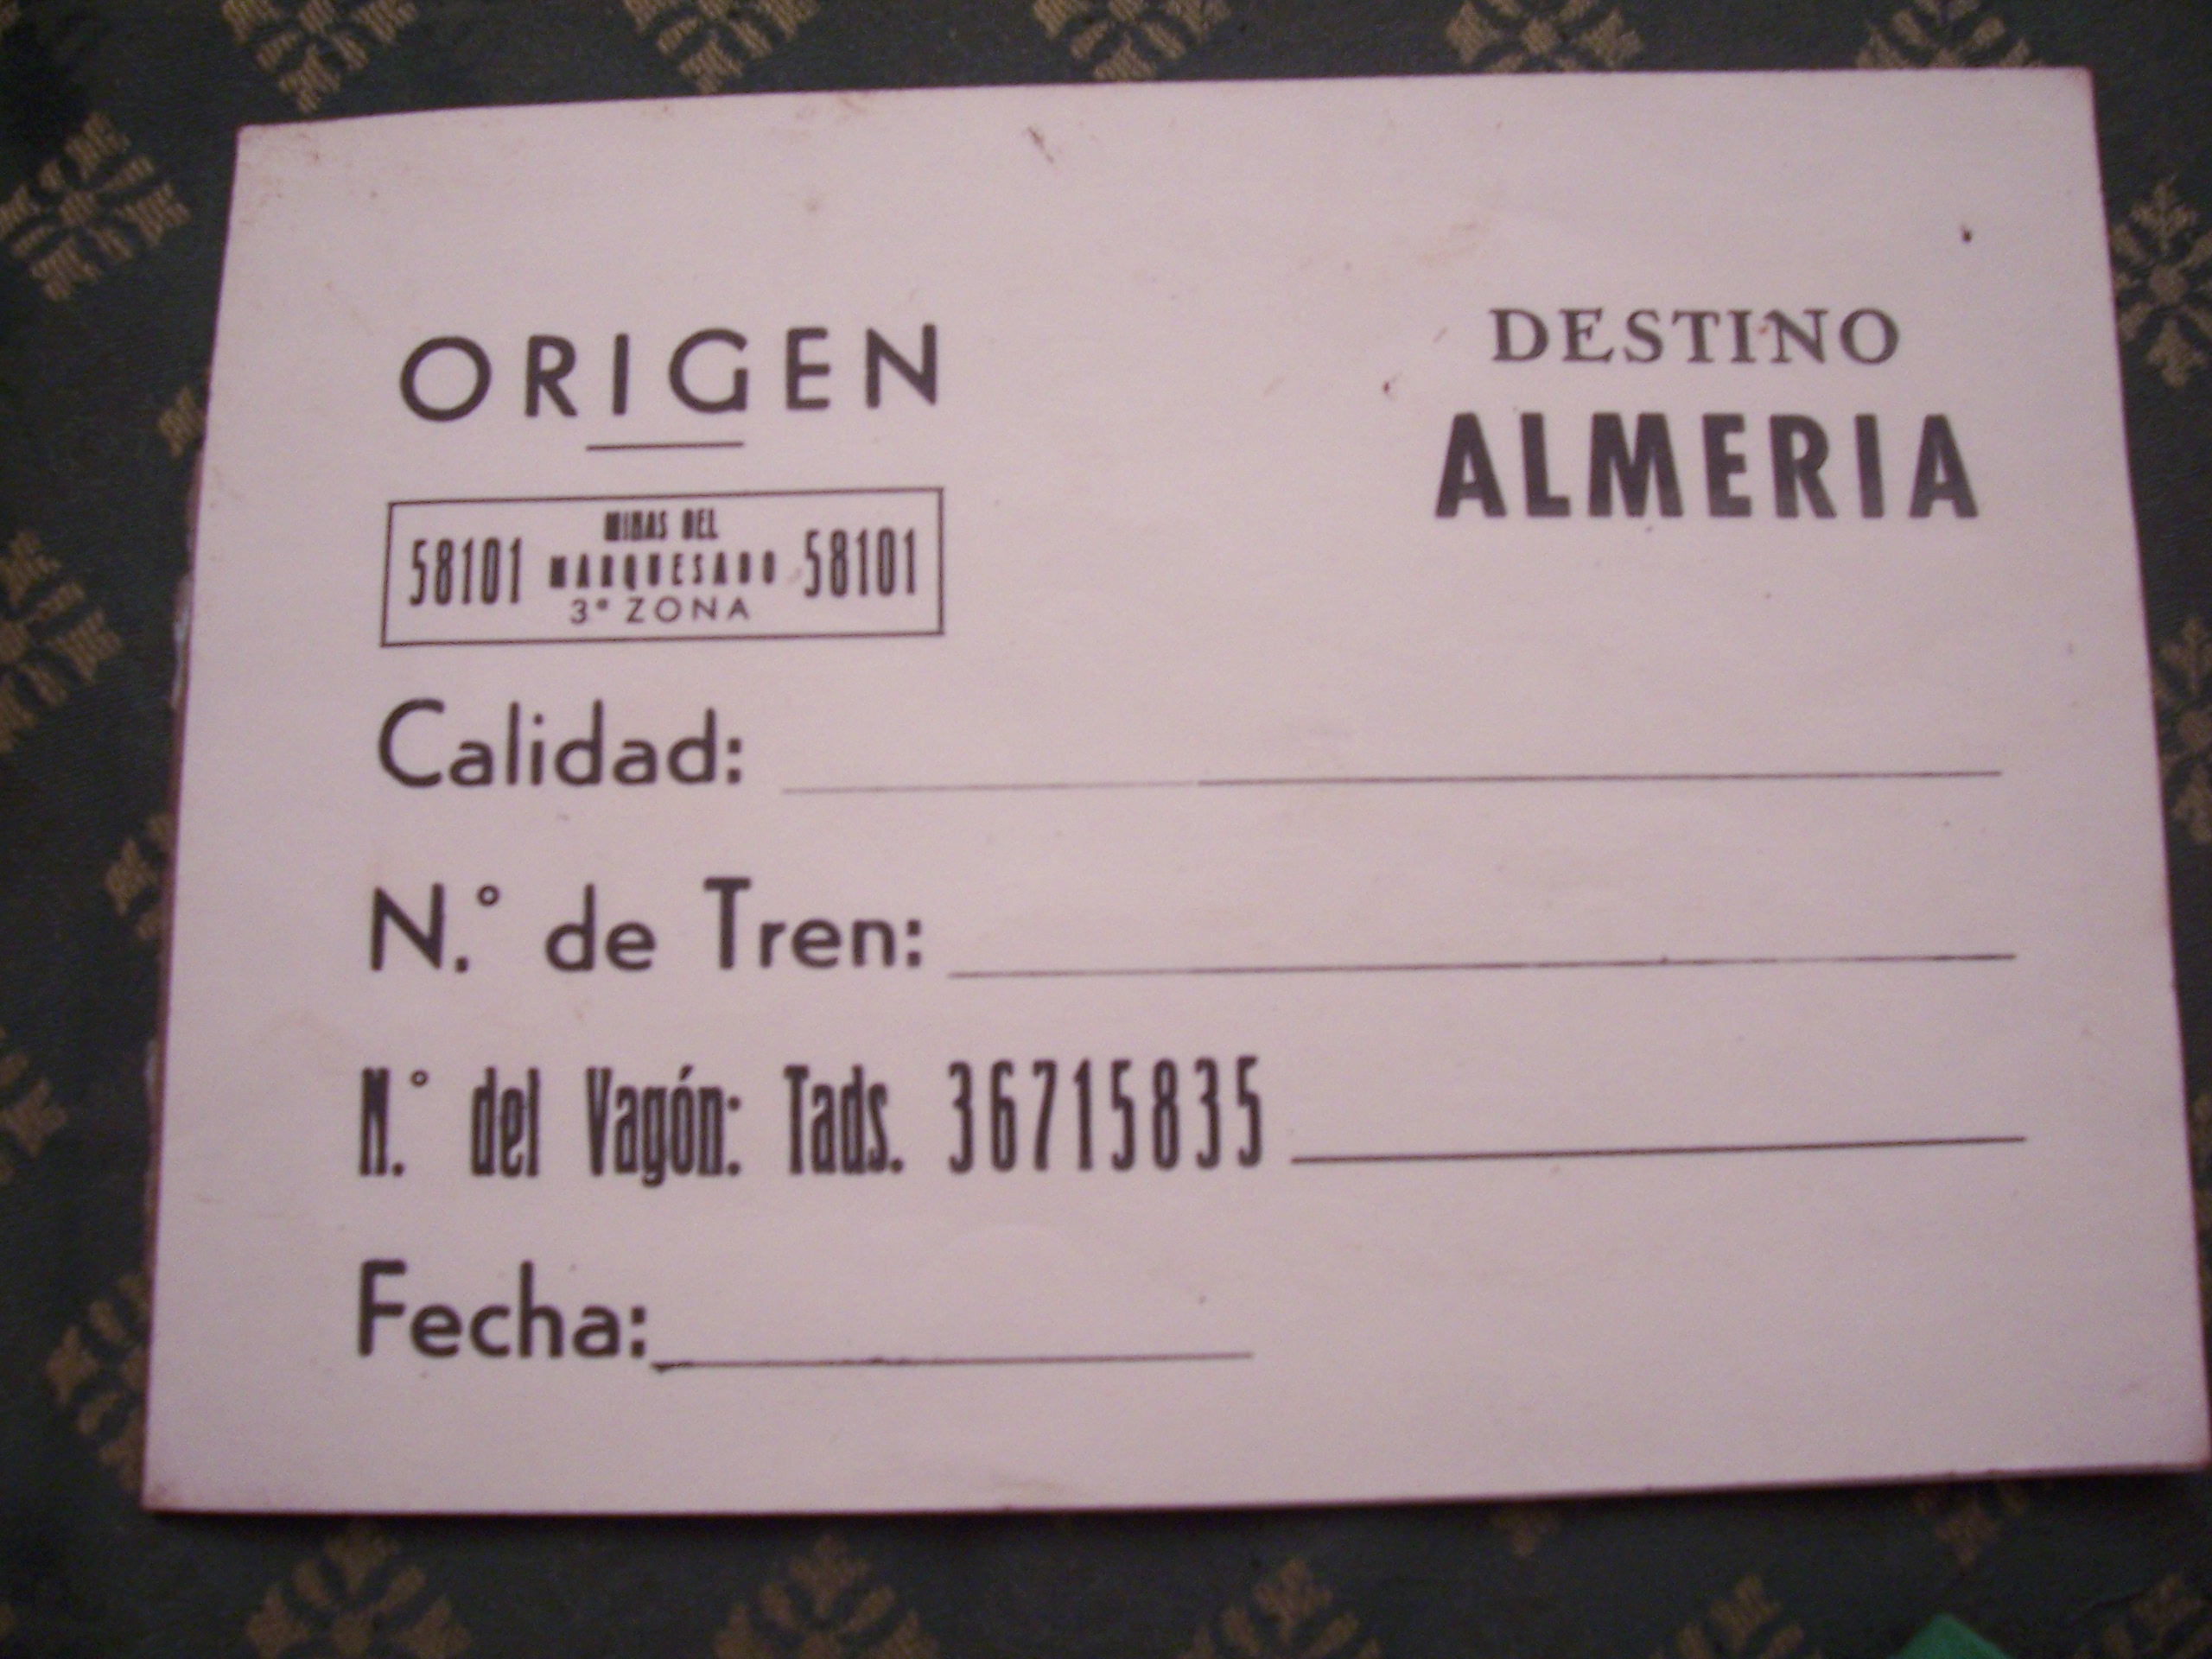 ORIGEN
58101 MINAS DEL MARQUESADO 3ª ZONA 58101
DESTINO
ALMERIA
Calidad:
N.° de Tren:
N.° del Vagón: Tads. 36715835
Fecha: